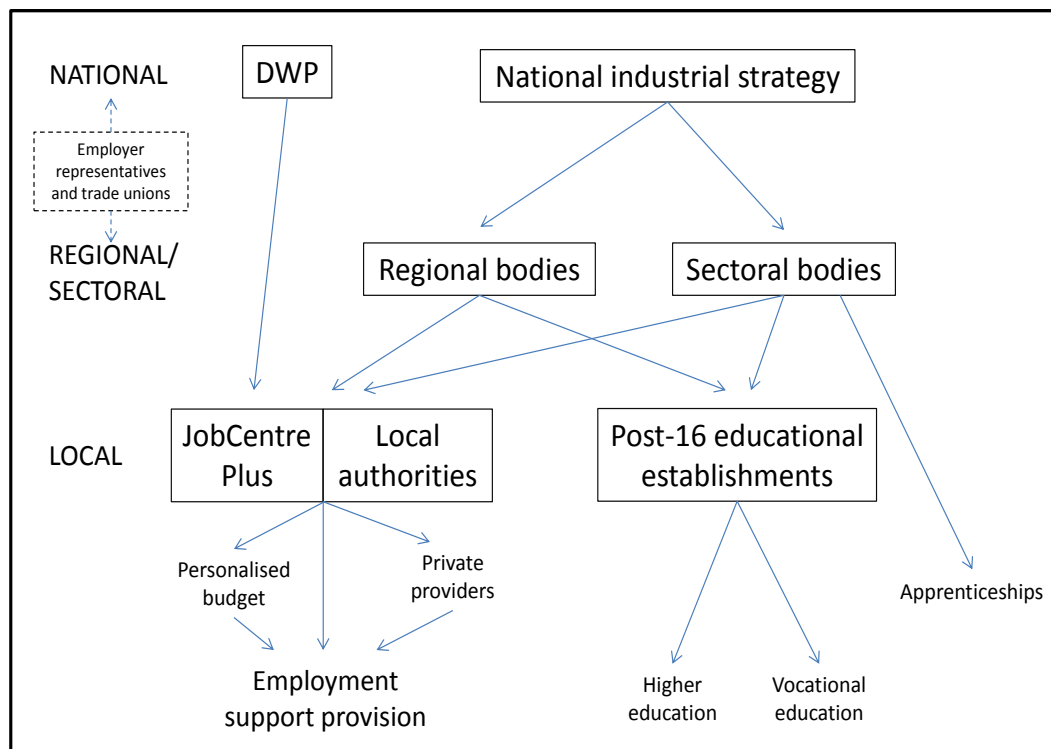 NATIONAL
DWP
National industrial strategy
Employer
representatives
and trade unions
REGIONAL/
SECTORAL
Regional bodies
Sectoral bodies
LOCAL
JobCentre
Plus
Local
authorities
Post-16 educational
establishments
Personalised
budget
Private
providers
Apprenticeships
Employment
support provision
Higher
education
Vocational
education